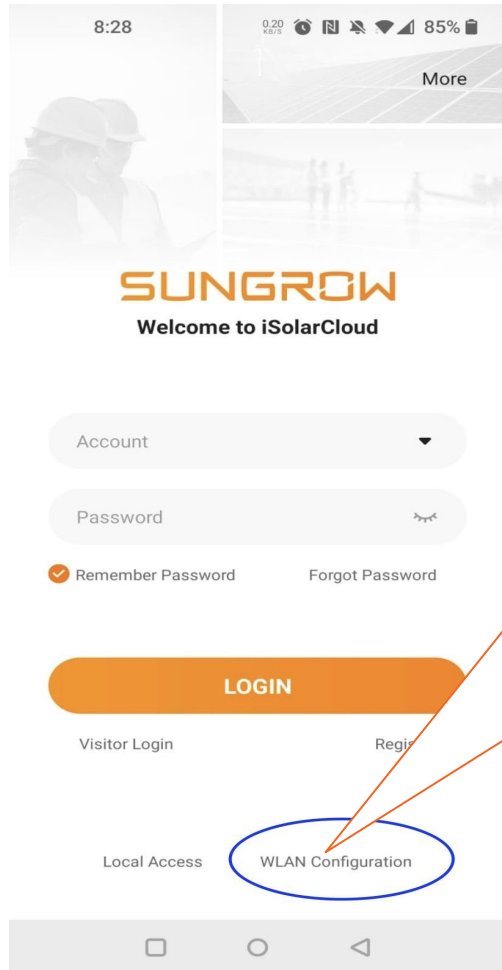 8:28 0.20 KB/S 85%
More
SUNGROW
Welcome to iSolarCloud
Account
Password
Remember Password Forgot Password
LOGIN
Visitor Login Regis
Local Access WLAN Configuration